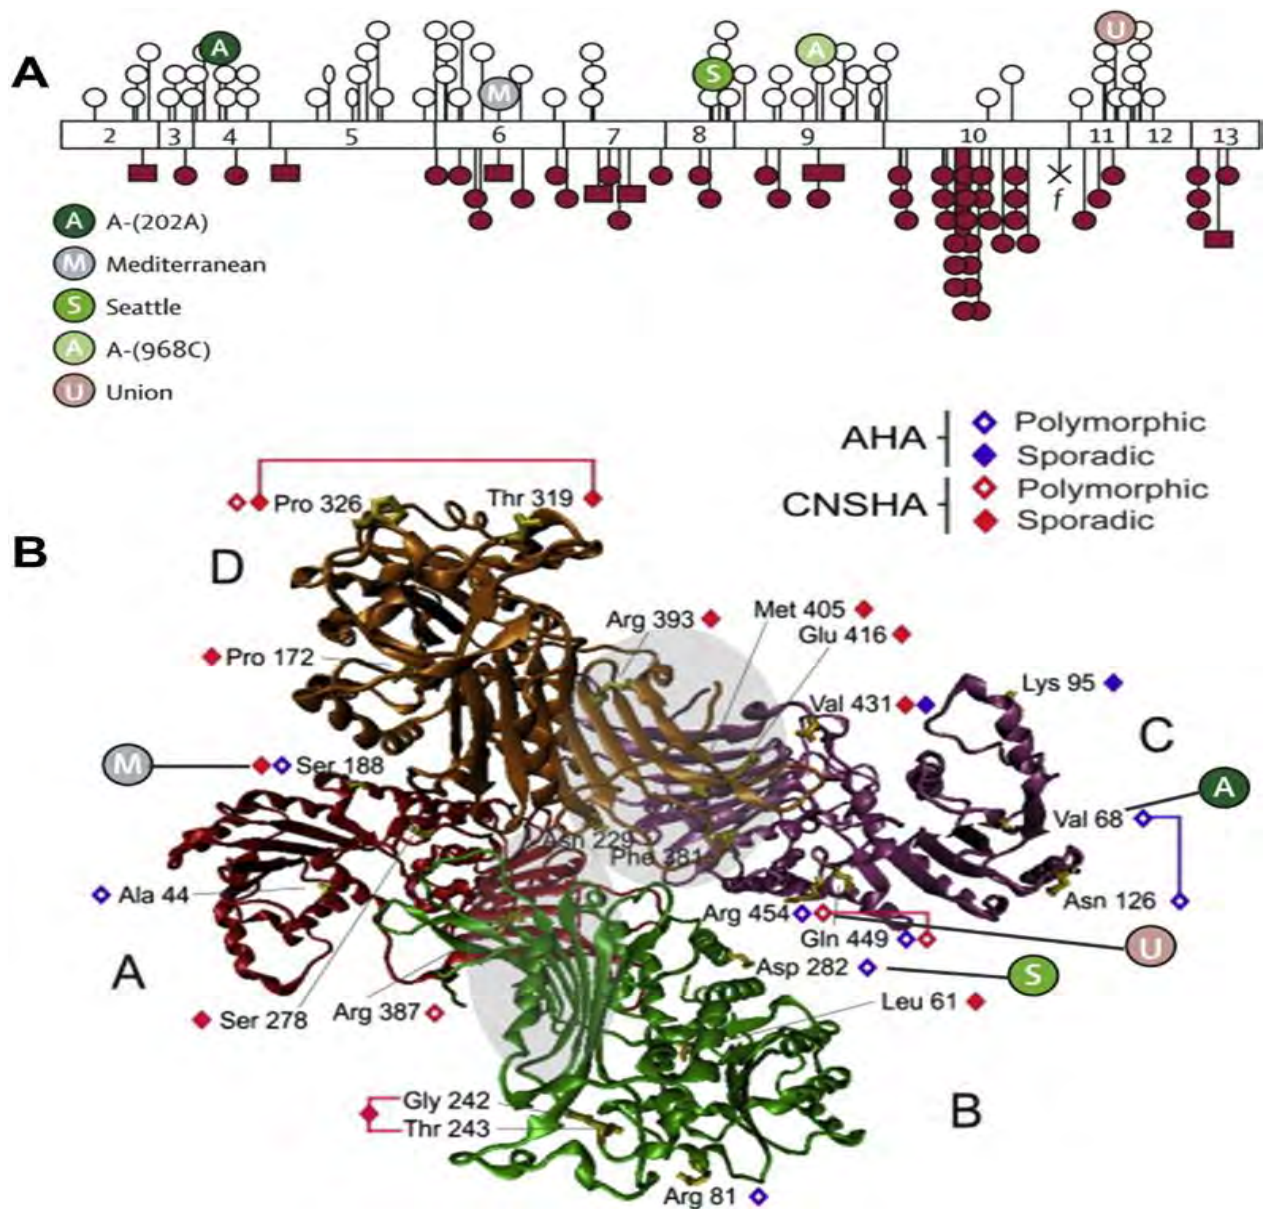 A
A
S
A
U
M
2 3 4 5 6 7 8 9 10 11 12 13
f
A A-(202A)
M Mediterranean
S Seattle
A A-(968C)
U Union
AHA
Polymorphic
Sporadic
CNSHA
Polymorphic
Sporadic
B
D
Pro 326
Thr 319
Arg 393
Met 405
Glu 416
Pro 172
Val 431
Lys 95
C
M
Ser 188
A
Val 68
Asn 229
Phe 381
Ala 44
Arg 454
Asn 126
Gln 449
U
A
Asp 282
S
Ser 278
Arg 387
Leu 61
Gly 242
Thr 243
B
Arg 81